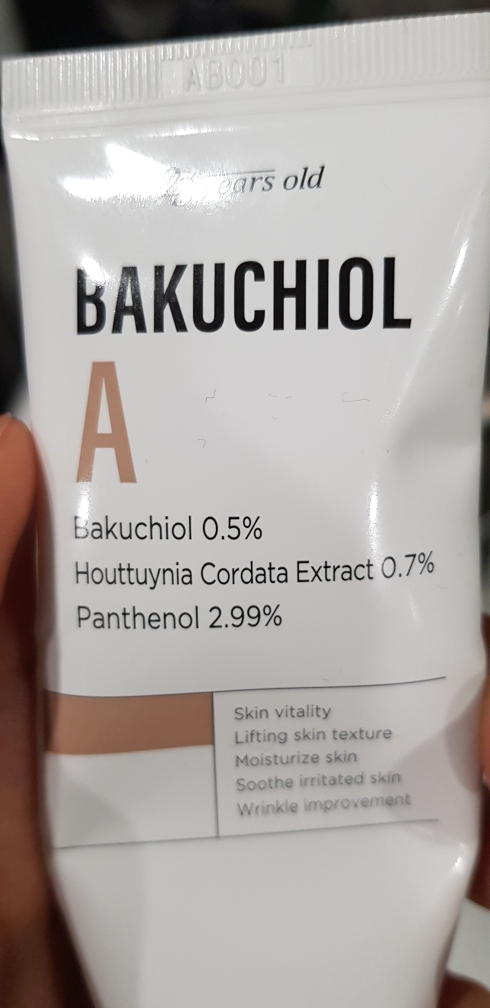 AB001
years old
BAKUCHIOL
A
Bakuchiol 0.5%
Houttuynia Cordata Extract 0.7%
Panthenol 2.99%
Skin vitality
Lifting skin texture
Moisturize skin
Soothe irritated skin
Wrinkle improvement